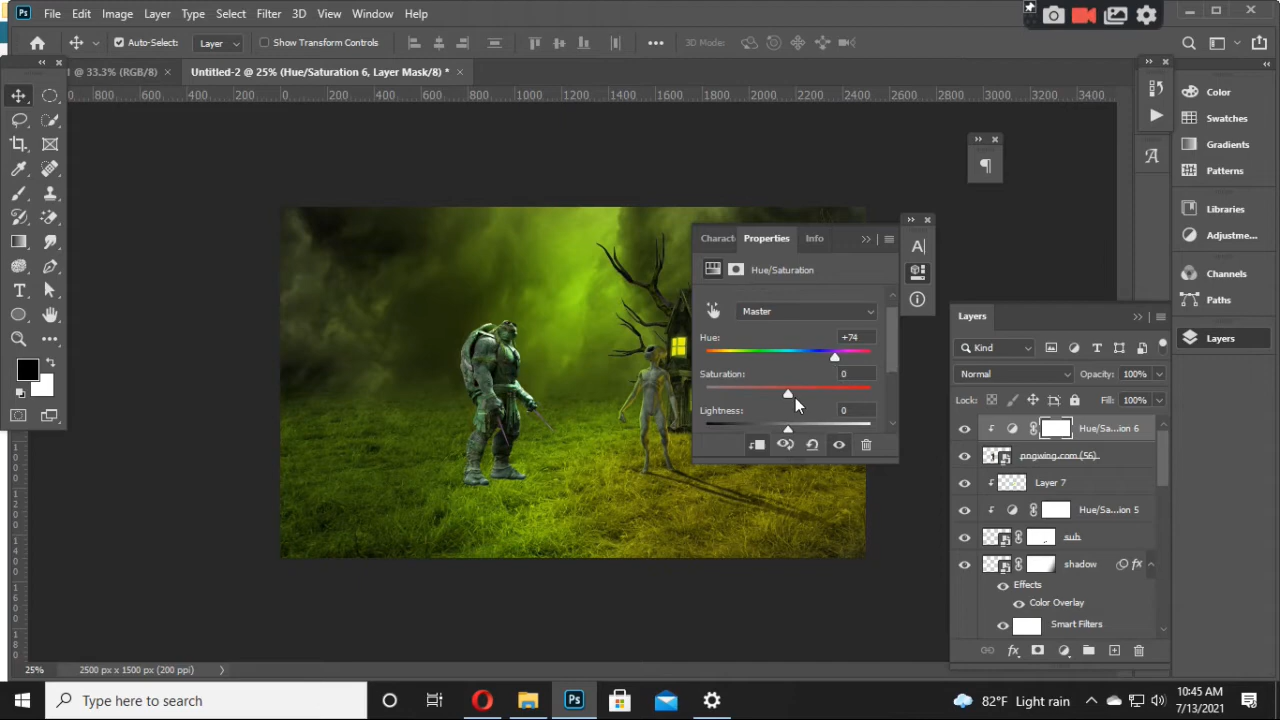 Ps File Edit Image Layer Type Select Filter 3D View Window Help
Auto-Select: Layer Show Transform Controls 3D Mode:
@ 33.3% (RGB/8) × Untitled-2 @ 25% (Hue/Saturation 6, Layer Mask/8) * ×
800 600 400 200 0 200 400 600 800 1000 1200 1400 1600 1800 2000 2200 2400 2600 2800 3000 3200 3400
Color
Swatches
Gradients
Patterns
Libraries
Adjustme...
Channels
Paths
Layers
Charact Properties Info
Hue/Saturation
Master
Hue: +74
Saturation: 0
Lightness: 0
Layers
Kind
Normal Opacity: 100%
Lock: Fill: 100%
Hue/Sa...ion 6
pngwing.com (56)
Layer 7
Hue/Sa...ion 5
sub
shadow fx
Effects
Color Overlay
Smart Filters
25% 2500 px x 1500 px (200 ppi)
Type here to search
Ps
82°F Light rain
10:45 AM
7/13/2021